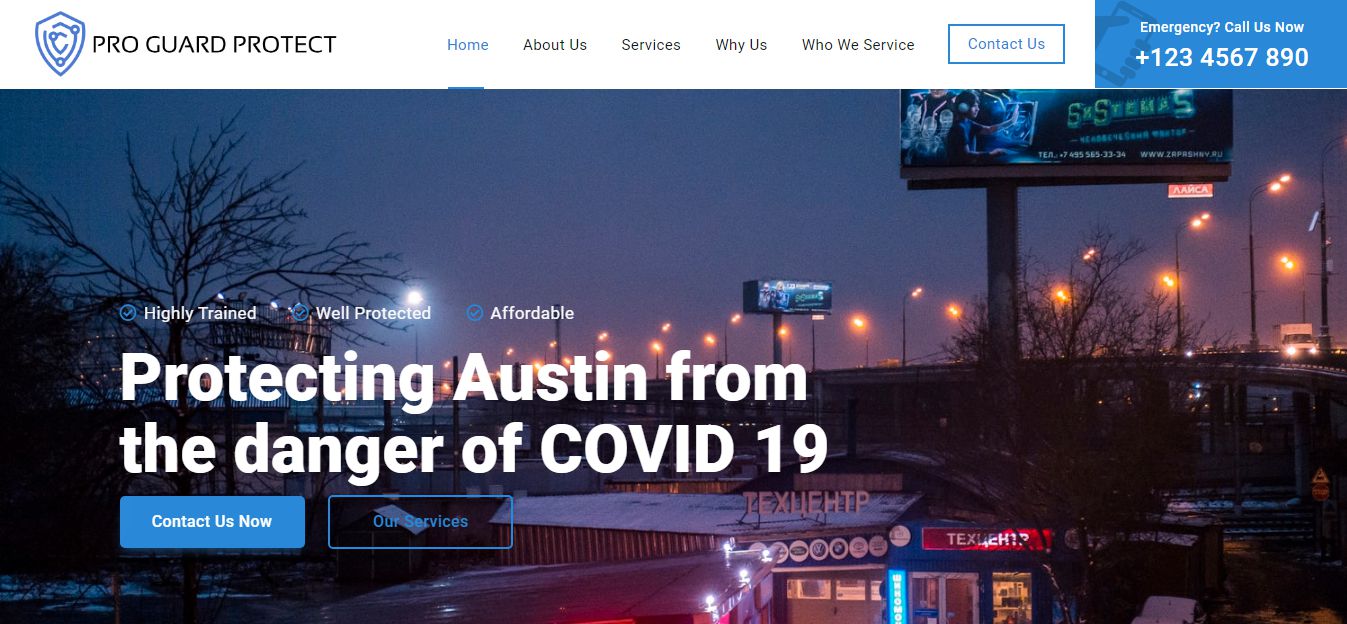 PRO GUARD PROTECT
Home
About Us
Services
Why Us
Who We Service
Contact Us
Emergency? Call Us Now
+123 4567 890
ЧЕЛОВЕЧЕСКИЙ ФАКТОР
ТЕЛ.: +7 495 565-33-34 WWW.ZAPASHNY.RU
ЛАЙСА
Highly Trained
Well Protected
Affordable
Protecting Austin from
the danger of COVID 19
Contact Us Now
Our Services
ТЕХЦЕНТР
ТЕХЦЕНТР
ШИНОМО